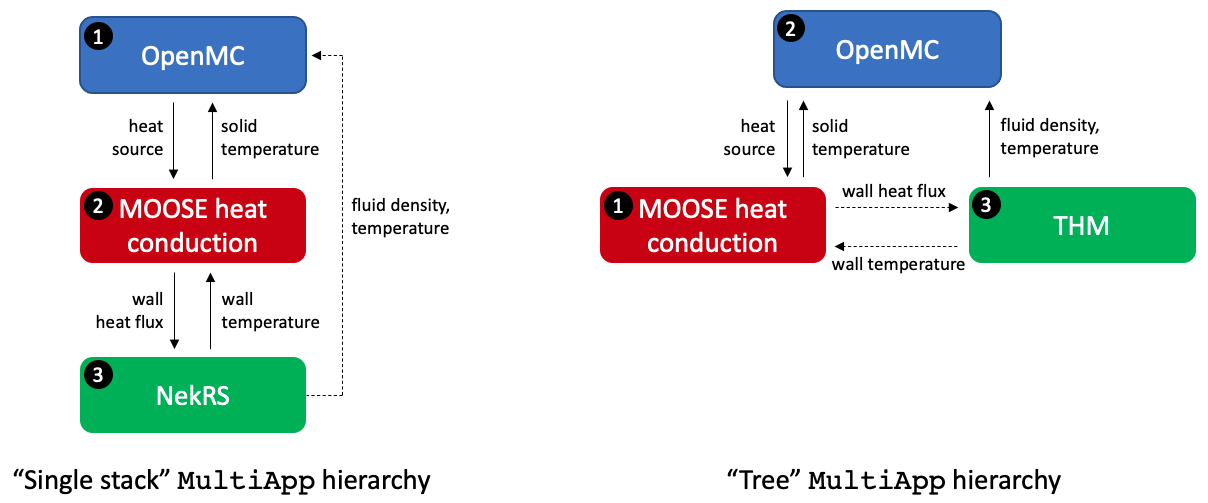 1
OpenMC
heat
source
solid
temperature
2
MOOSE heat
conduction
fluid density,
temperature
wall
heat flux
wall
temperature
3
NekRS
“Single stack” MultiApp hierarchy
2
OpenMC
heat
source
solid
temperature
fluid density,
temperature
1
MOOSE heat
conduction
wall heat flux
wall temperature
3
THM
“Tree” MultiApp hierarchy